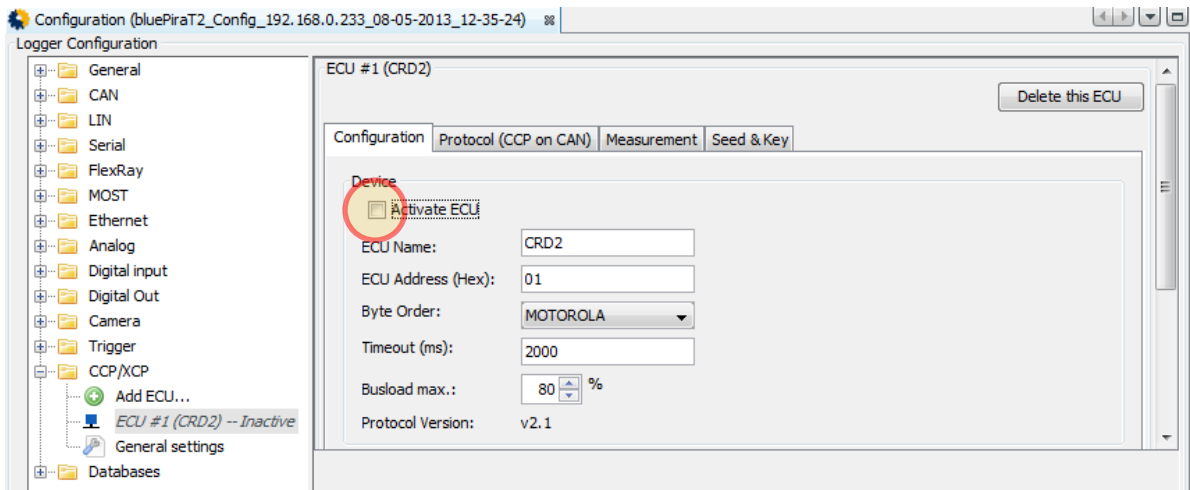 Configuration (bluePiraT2_Config_192.168.0.233_08-05-2013_12-35-24)
Logger Configuration
General
CAN
LIN
Serial
FlexRay
MOST
Ethernet
Analog
Digital input
Digital Out
Camera
Trigger
CCP/XCP
Add ECU...
ECU #1 (CRD2) -- Inactive
General settings
Databases
ECU #1 (CRD2)
Delete this ECU
Configuration Protocol (CCP on CAN) Measurement Seed & Key
Device
Activate ECU
ECU Name: CRD2
ECU Address (Hex): 01
Byte Order: MOTOROLA
Timeout (ms): 2000
Busload max.: 80 %
Protocol Version: v2.1